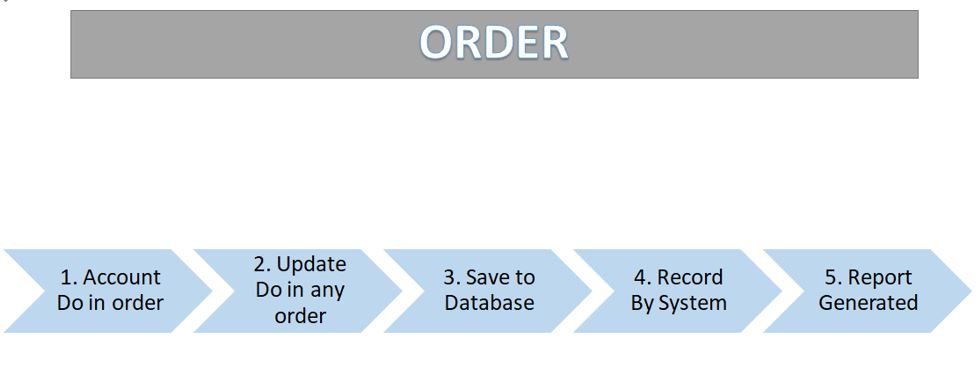 ORDER
1. Account
Do in order
2. Update
Do in any
order
3. Save to
Database
4. Record
By System
5. Report
Generated